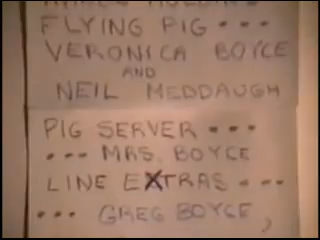 FLYING PIG ---
VERONICA BOYCE
AND
NEIL MEDDAUGH
PIG SERVER ---
--- MRS. BOYCE
LINE EXTRAS ---
--- GREG BOYCE,